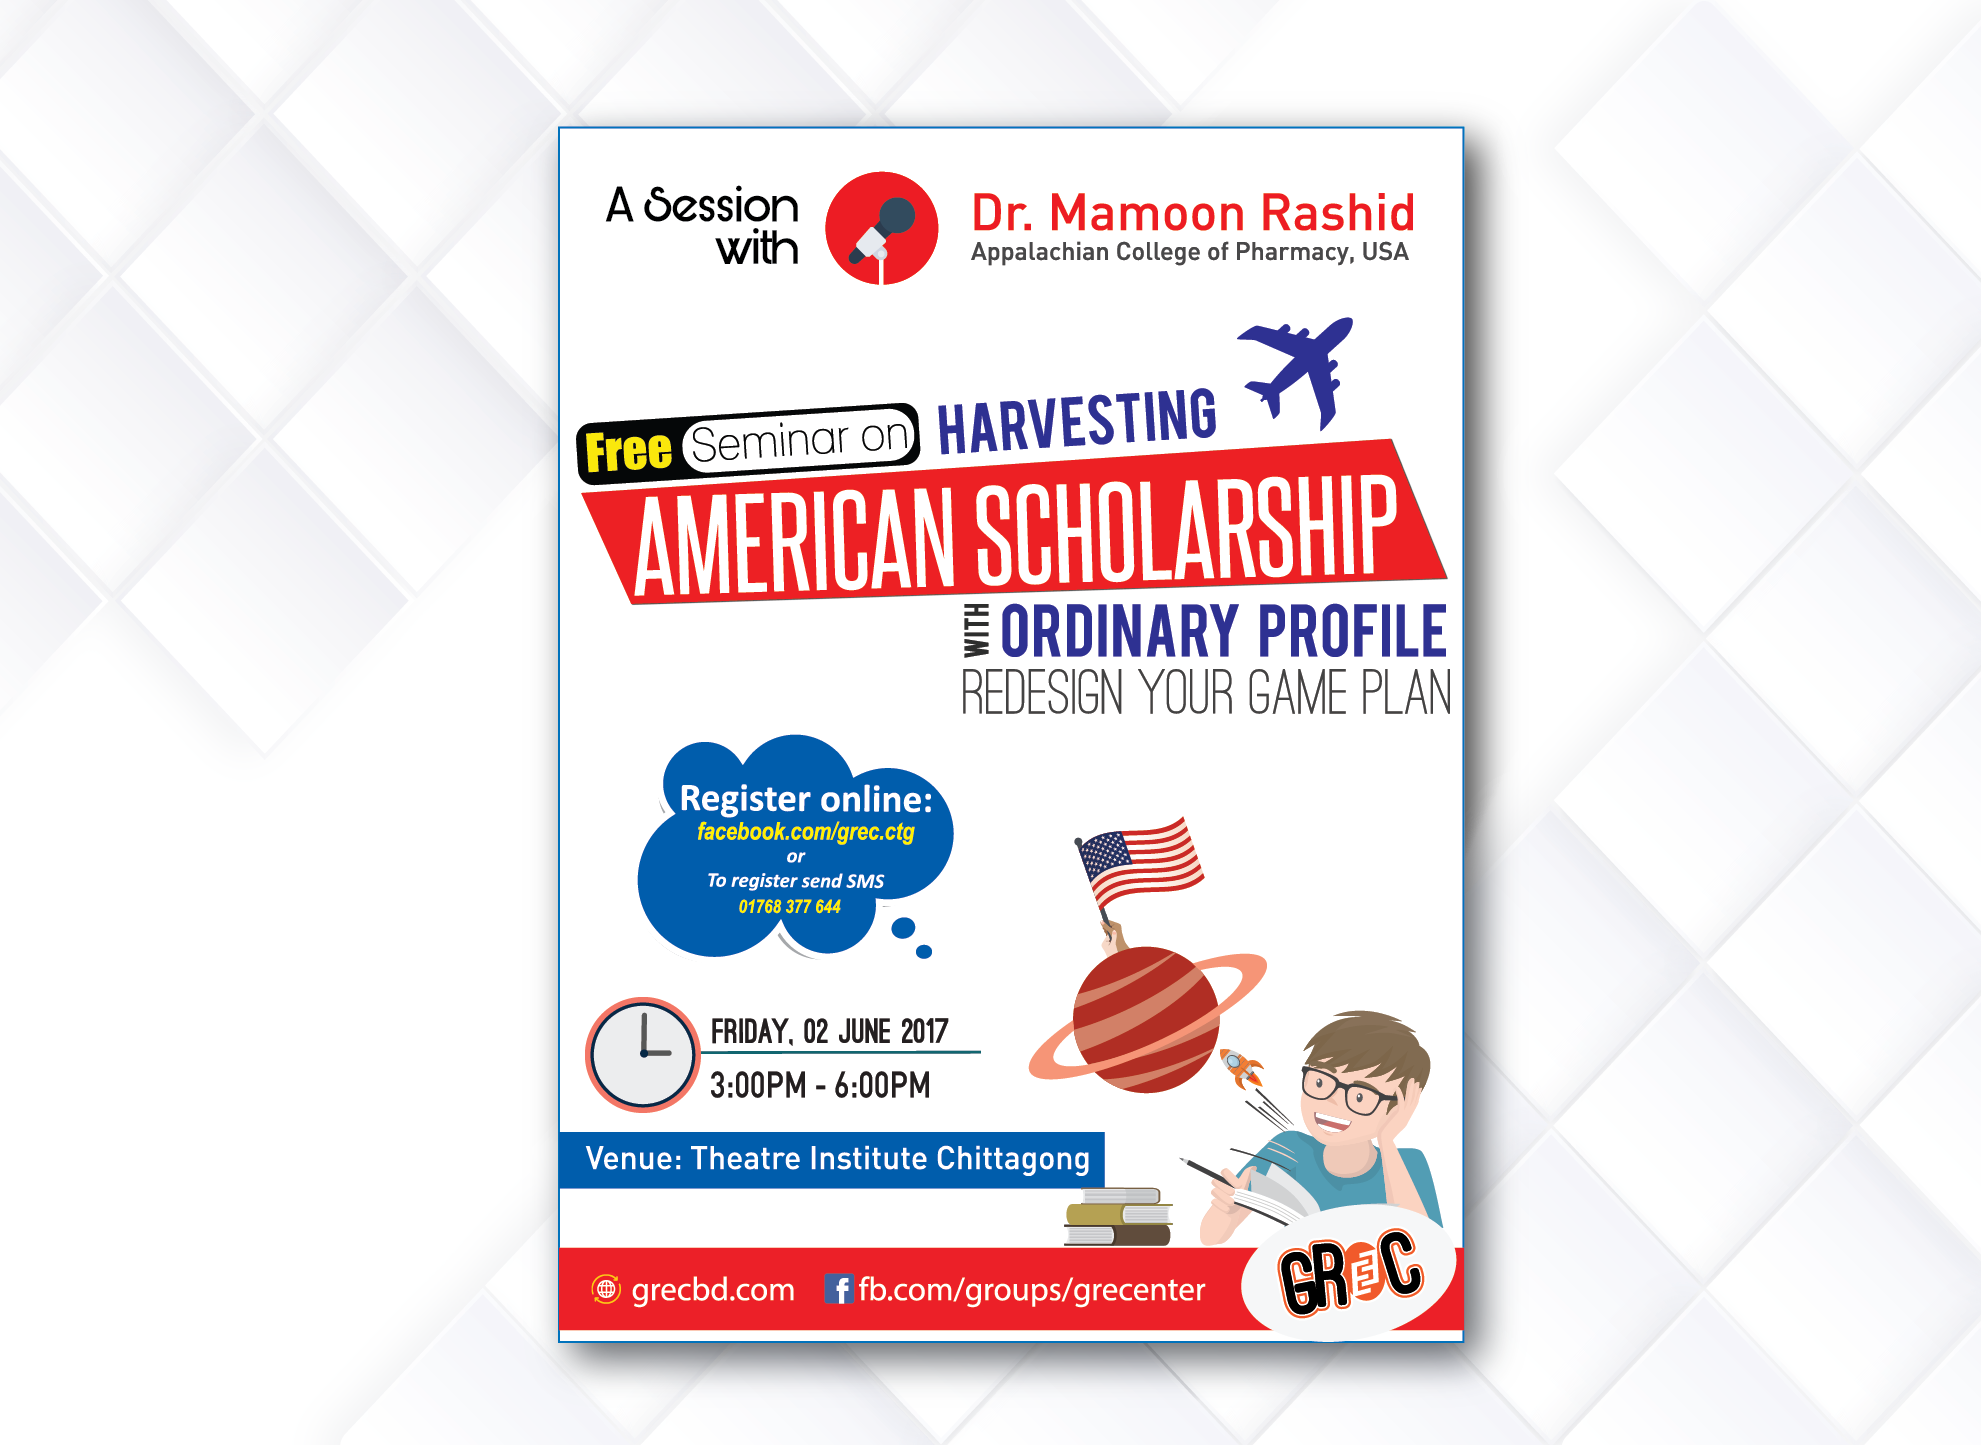 A Session
with
Dr. Mamoon Rashid
Appalachian College of Pharmacy, USA
Free Seminar on HARVESTING
AMERICAN SCHOLARSHIP
WITH ORDINARY PROFILE
REDESIGN YOUR GAME PLAN
Register online:
facebook.com/grec.ctg
or
To register send SMS
01768 377 644
FRIDAY, 02 JUNE 2017
3:00PM - 6:00PM
Venue: Theatre Institute Chittagong
grecbd.com f fb.com/groups/grecenter
GREC